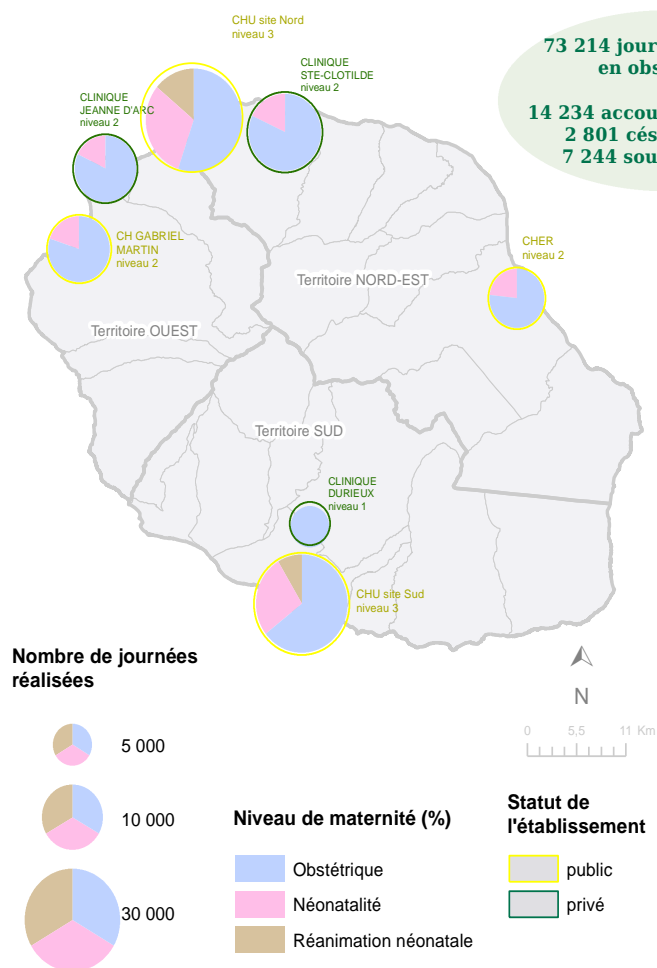 CHU site Nord
niveau 3
CLINIQUE
STE-CLOTILDE
niveau 2
CLINIQUE
JEANNE D'ARC
niveau 2
73 214 jour
en obs
14 234 accou
2 801 cés
7 244 sou
CH GABRIEL
MARTIN
niveau 2
CHER
niveau 2
Territoire NORD-EST
Territoire OUEST
Territoire SUD
CLINIQUE
DURIEUX
niveau 1
CHU site Sud
niveau 3
N
0 5,5 11 Km
Nombre de journées
réalisées
5 000
10 000
30 000
Niveau de maternité (%)
Obstétrique
Néonatalité
Réanimation néonatale
Statut de
l'établissement
public
privé